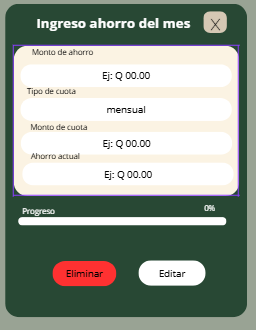 Ingreso ahorro del mes
X
Monto de ahorro
Ej: Q 00.00
Tipo de cuota
mensual
Monto de cuota
Ej: Q 00.00
Ahorro actual
Ej: Q 00.00
Progreso
0%
Eliminar
Editar